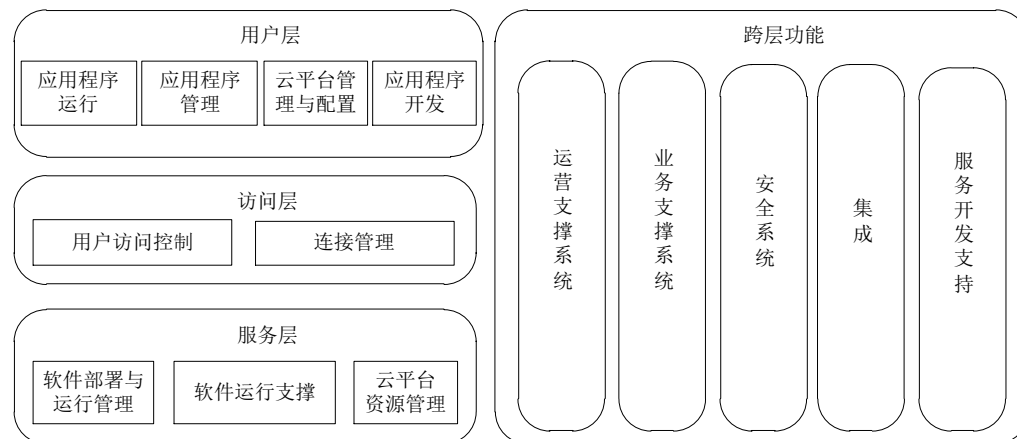 用户层
应用程序
运行
应用程序
管理
云平台管
理与配置
应用程序
开发
访问层
用户访问控制
连接管理
服务层
软件部署与
运行管理
软件运行支撑
云平台
资源管理
跨层功能
运营支撑系统
业务支撑系统
安全系统
集成
服务开发支持